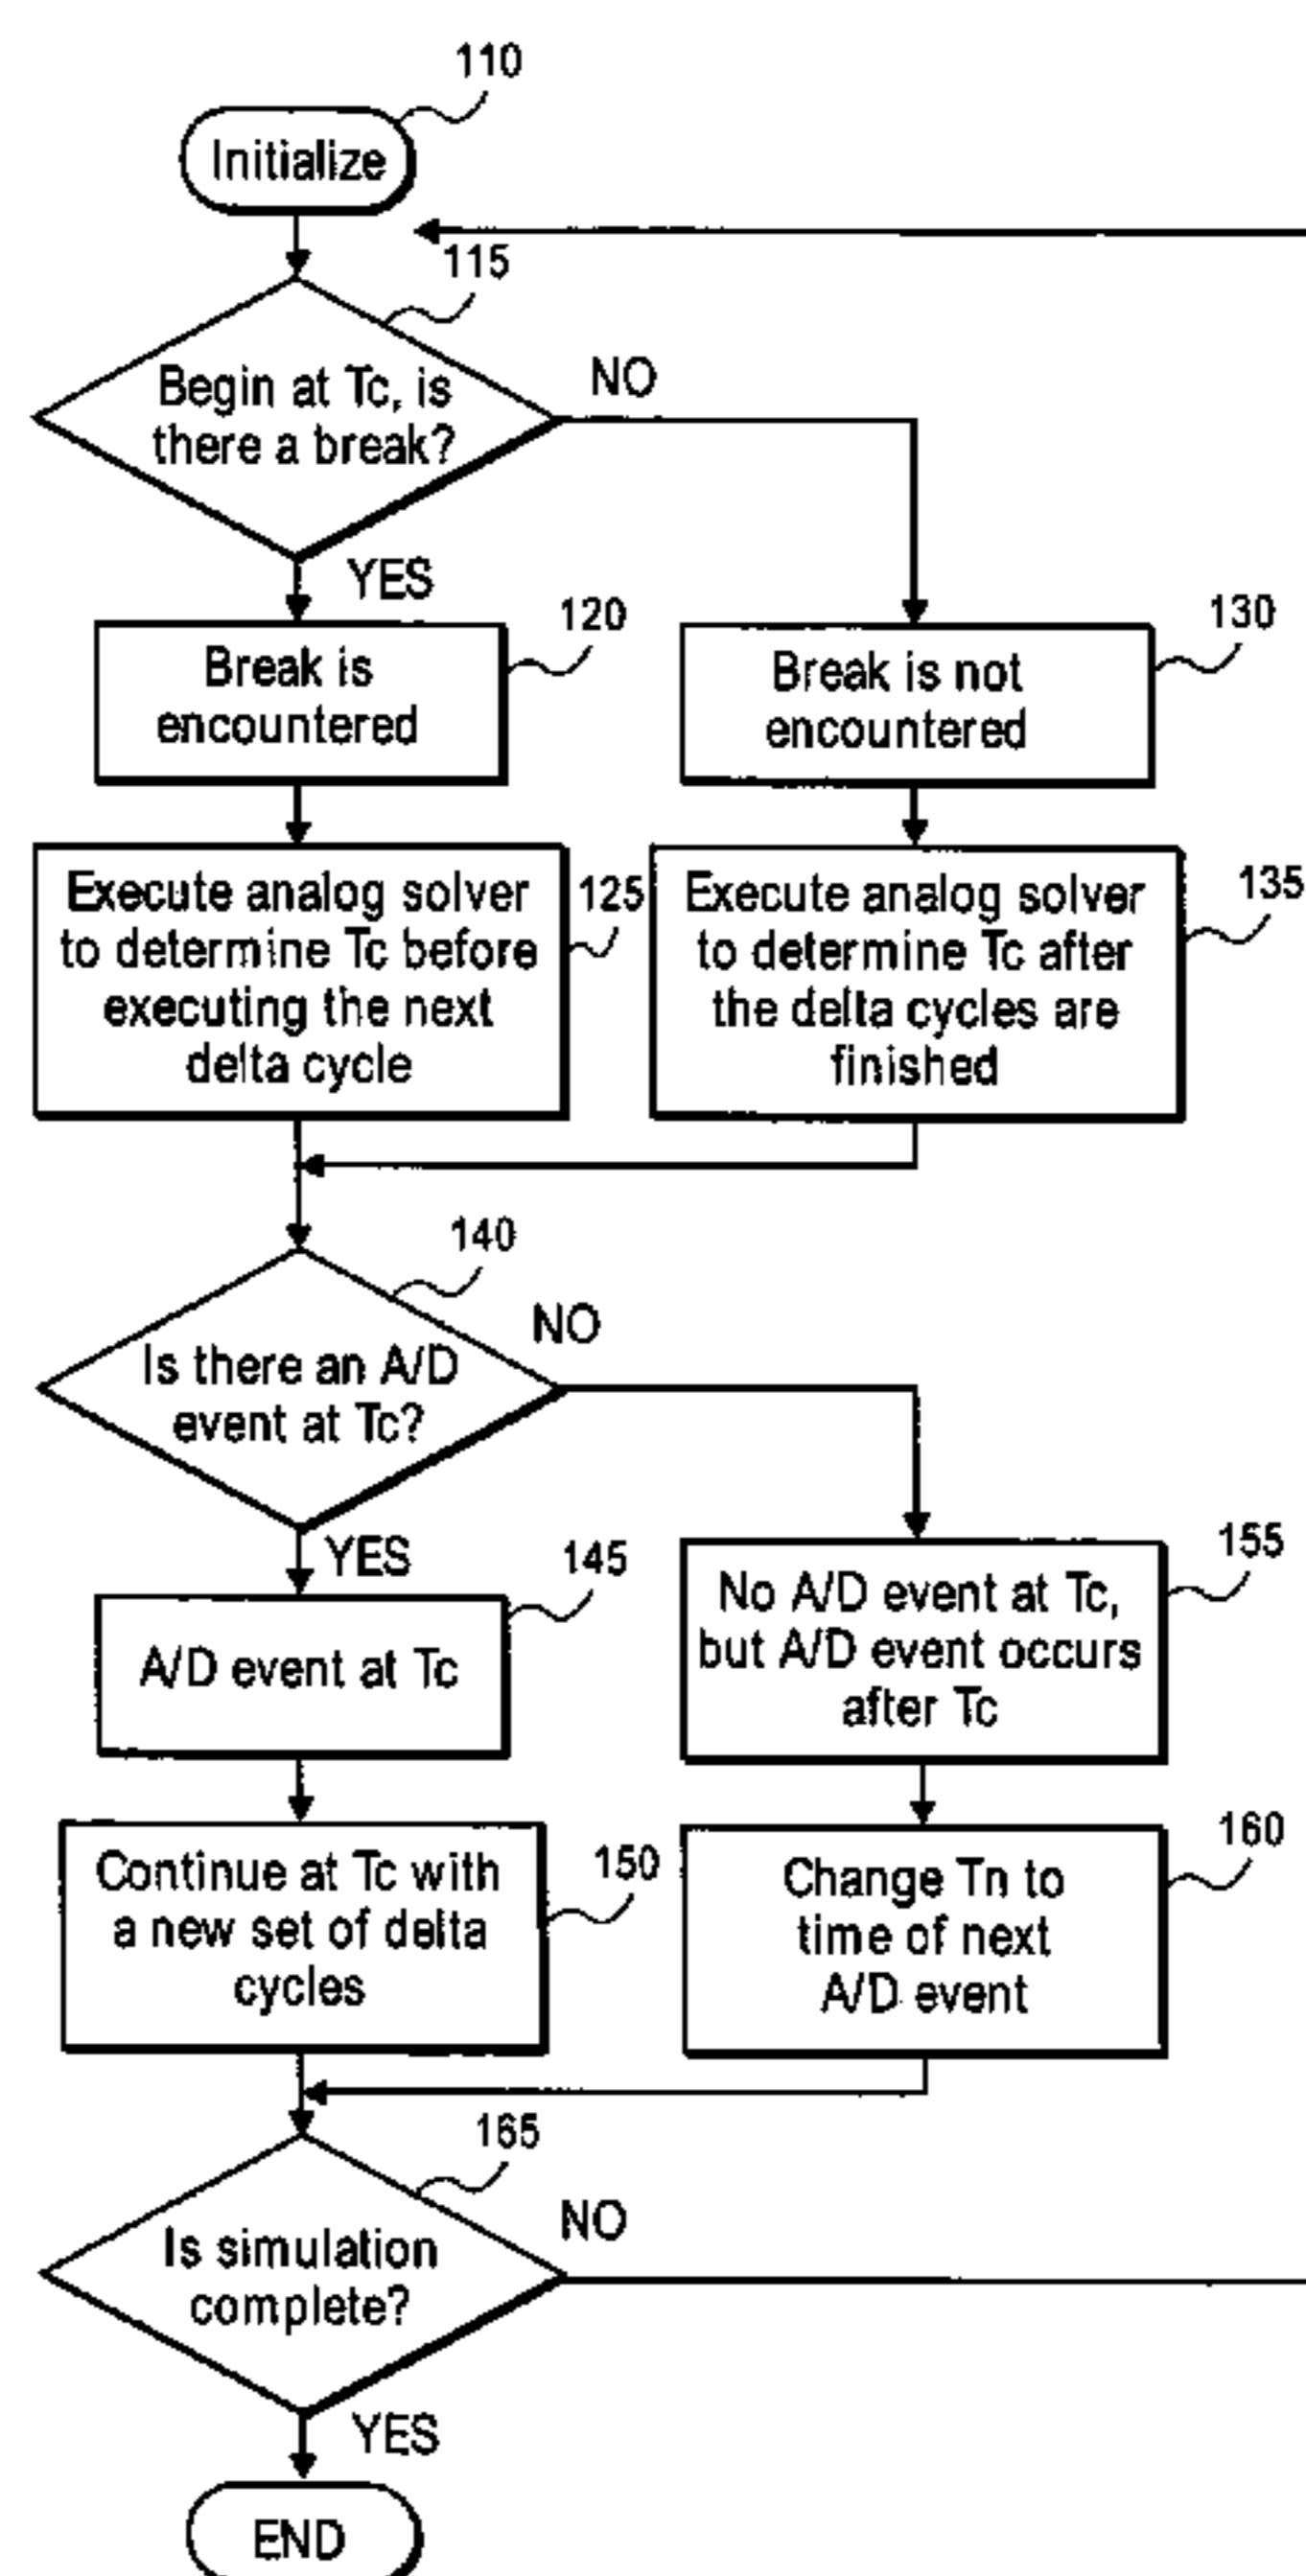 110
Initialize
115
Begin at Tc, is
there a break?
NO
YES
120
Break is
encountered
130
Break is not
encountered
125
Execute analog solver
to determine Tc before
executing the next
delta cycle
135
Execute analog solver
to determine Tc after
the delta cycles are
finished
140
Is there an A/D
event at Tc?
NO
YES
145
A/D event at Tc
155
No A/D event at Tc,
but A/D event occurs
after Tc
150
Continue at Tc with
a new set of delta
cycles
160
Change Tn to
time of next
A/D event
165
Is simulation
complete?
NO
YES
END